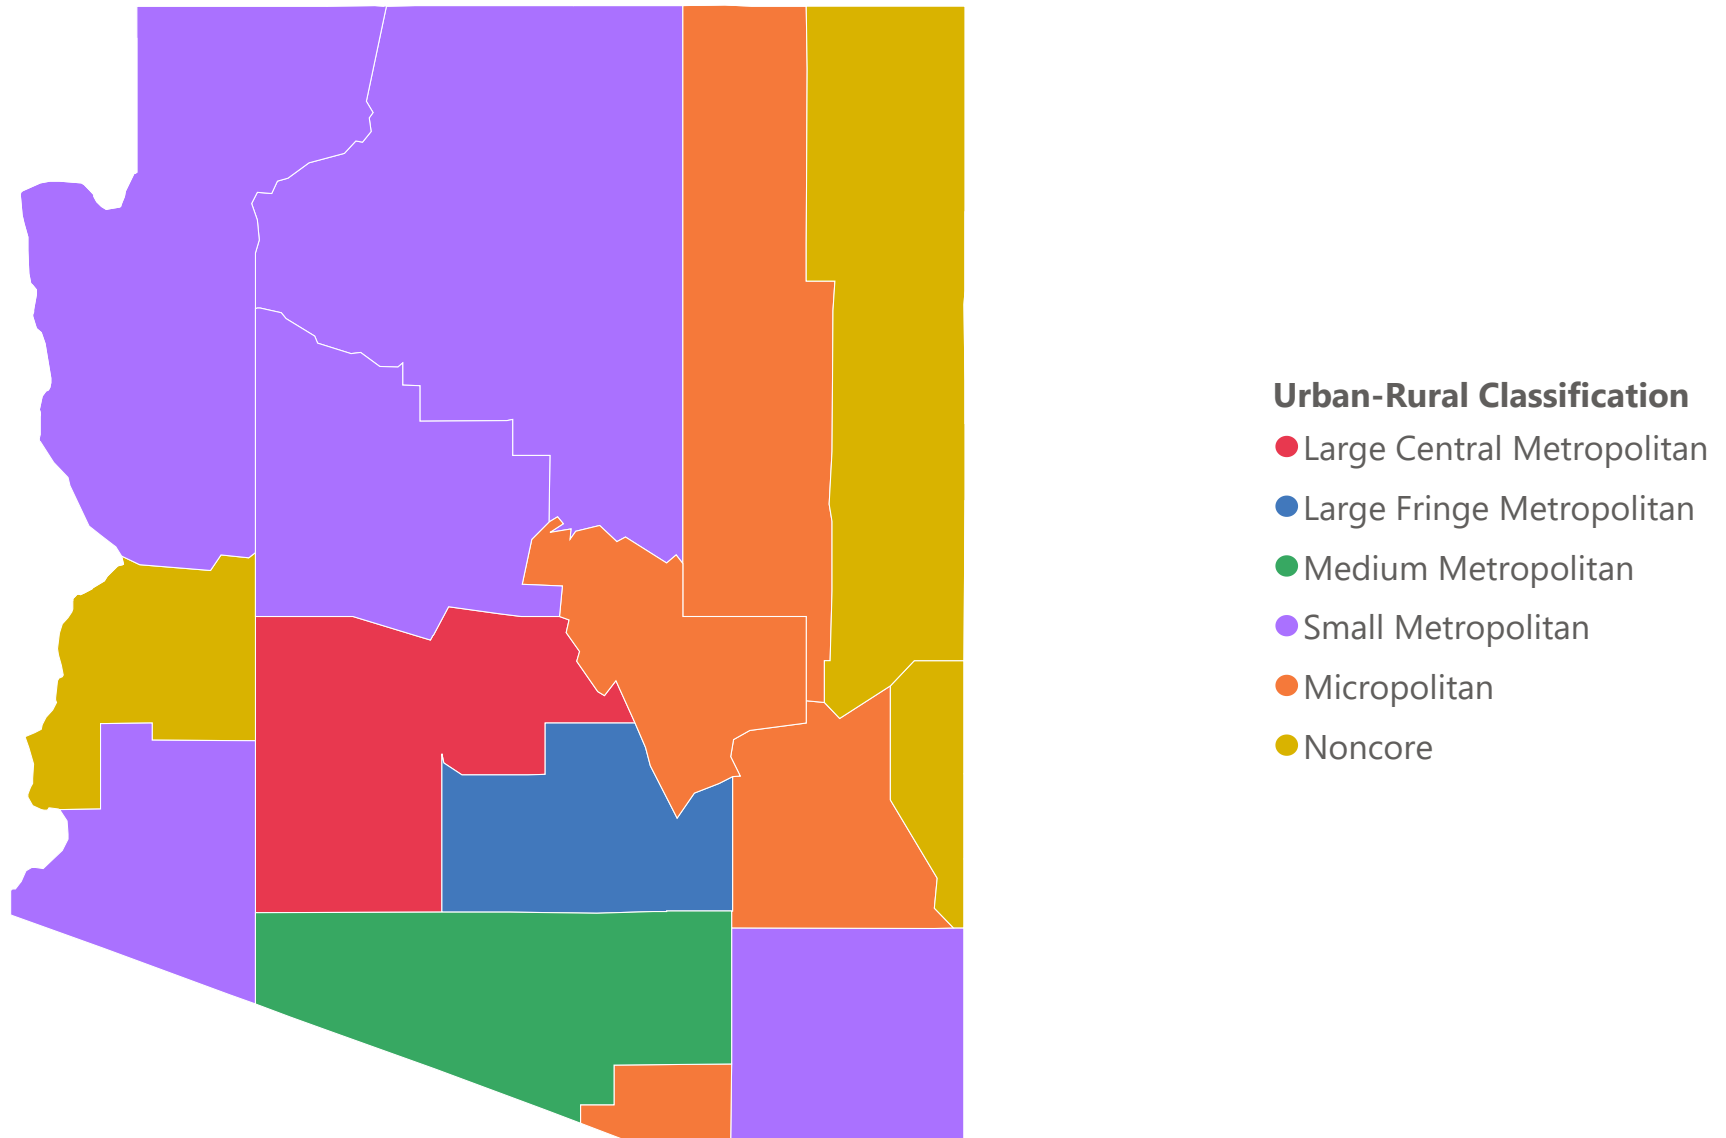 Urban-Rural Classification
Large Central Metropolitan
Large Fringe Metropolitan
Medium Metropolitan
Small Metropolitan
Micropolitan
Noncore